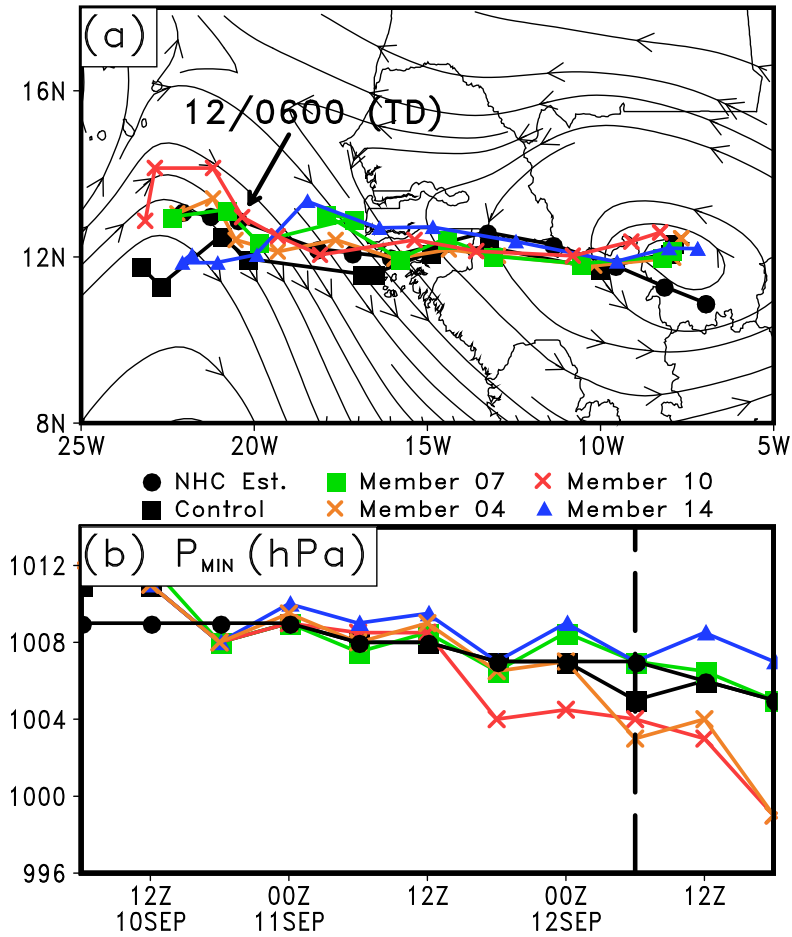 (a)
16N
12/0600 (TD)
12N
8N
25W 20W 15W 10W 5W
NHC Est. Member 07 Member 10
Control Member 04 Member 14
(b) PMIN (hPa)
1012
1008
1004
1000
996
12Z 00Z 12Z 00Z 12Z
10SEP 11SEP 12SEP